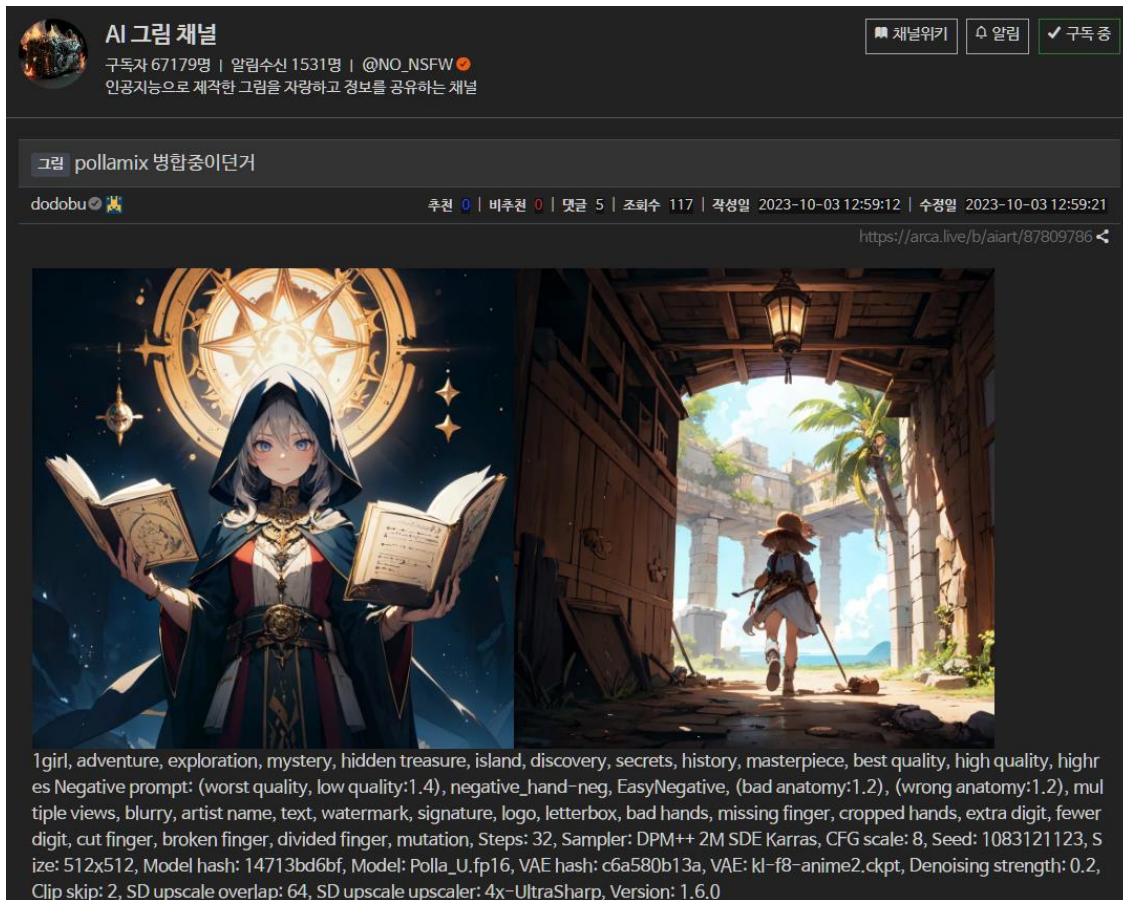 AI 그림 채널
채널위키
알림
구독 중
구독자 67179명 | 알림수신 1531명 | @NO_NSFW
인공지능으로 제작한 그림을 자랑하고 정보를 공유하는 채널
그림 pollamix 병합중이던거
dodobu
추천 0 | 비추천 0 | 댓글 5 | 조회수 117 | 작성일 2023-10-03 12:59:12 | 수정일 2023-10-03 12:59:21
https://arca.live/b/aiart/87809786
1girl, adventure, exploration, mystery, hidden treasure, island, discovery, secrets, history, masterpiece, best quality, high quality, highr
es Negative prompt: (worst quality, low quality:1.4), negative_hand-neg, EasyNegative, (bad anatomy:1.2), (wrong anatomy:1.2), mul
tiple views, blurry, artist name, text, watermark, signature, logo, letterbox, bad hands, missing finger, cropped hands, extra digit, fewer
digit, cut finger, broken finger, divided finger, mutation, Steps: 32, Sampler: DPM++ 2M SDE Karras, CFG scale: 8, Seed: 1083121123, S
ize: 512x512, Model hash: 14713bd6bf, Model: Polla_U.fp16, VAE hash: c6a580b13a, VAE: kl-f8-anime2.ckpt, Denoising strength: 0.2,
Clip skip: 2, SD upscale overlap: 64, SD upscale upscaler: 4x-UltraSharp, Version: 1.6.0